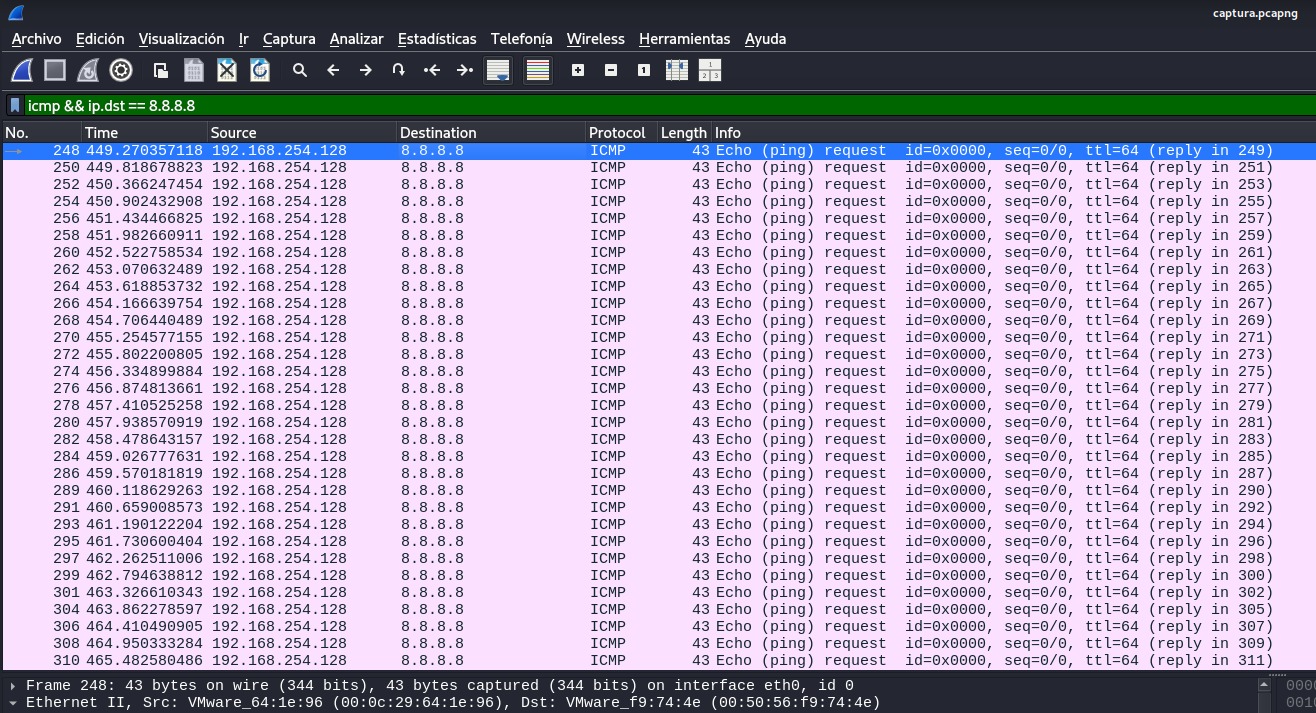 captura.pcapng
Archivo Edición Visualización Ir Captura Analizar Estadísticas Telefonía Wireless Herramientas Ayuda
icmp && ip.dst == 8.8.8.8
No. Time Source Destination Protocol Length Info
248 449.270357118 192.168.254.128 8.8.8.8 ICMP 43 Echo (ping) request id=0x0000, seq=0/0, ttl=64 (reply in 249)
250 449.818678823 192.168.254.128 8.8.8.8 ICMP 43 Echo (ping) request id=0x0000, seq=0/0, ttl=64 (reply in 251)
252 450.366247454 192.168.254.128 8.8.8.8 ICMP 43 Echo (ping) request id=0x0000, seq=0/0, ttl=64 (reply in 253)
254 450.902432908 192.168.254.128 8.8.8.8 ICMP 43 Echo (ping) request id=0x0000, seq=0/0, ttl=64 (reply in 255)
256 451.434466825 192.168.254.128 8.8.8.8 ICMP 43 Echo (ping) request id=0x0000, seq=0/0, ttl=64 (reply in 257)
258 451.982660911 192.168.254.128 8.8.8.8 ICMP 43 Echo (ping) request id=0x0000, seq=0/0, ttl=64 (reply in 259)
260 452.522758534 192.168.254.128 8.8.8.8 ICMP 43 Echo (ping) request id=0x0000, seq=0/0, ttl=64 (reply in 261)
262 453.070632489 192.168.254.128 8.8.8.8 ICMP 43 Echo (ping) request id=0x0000, seq=0/0, ttl=64 (reply in 263)
264 453.618853732 192.168.254.128 8.8.8.8 ICMP 43 Echo (ping) request id=0x0000, seq=0/0, ttl=64 (reply in 265)
266 454.166639754 192.168.254.128 8.8.8.8 ICMP 43 Echo (ping) request id=0x0000, seq=0/0, ttl=64 (reply in 267)
268 454.706440489 192.168.254.128 8.8.8.8 ICMP 43 Echo (ping) request id=0x0000, seq=0/0, ttl=64 (reply in 269)
270 455.254577155 192.168.254.128 8.8.8.8 ICMP 43 Echo (ping) request id=0x0000, seq=0/0, ttl=64 (reply in 271)
272 455.802200805 192.168.254.128 8.8.8.8 ICMP 43 Echo (ping) request id=0x0000, seq=0/0, ttl=64 (reply in 273)
274 456.334899884 192.168.254.128 8.8.8.8 ICMP 43 Echo (ping) request id=0x0000, seq=0/0, ttl=64 (reply in 275)
276 456.874813661 192.168.254.128 8.8.8.8 ICMP 43 Echo (ping) request id=0x0000, seq=0/0, ttl=64 (reply in 277)
278 457.410525258 192.168.254.128 8.8.8.8 ICMP 43 Echo (ping) request id=0x0000, seq=0/0, ttl=64 (reply in 279)
280 457.938570919 192.168.254.128 8.8.8.8 ICMP 43 Echo (ping) request id=0x0000, seq=0/0, ttl=64 (reply in 281)
282 458.478643157 192.168.254.128 8.8.8.8 ICMP 43 Echo (ping) request id=0x0000, seq=0/0, ttl=64 (reply in 283)
284 459.026777631 192.168.254.128 8.8.8.8 ICMP 43 Echo (ping) request id=0x0000, seq=0/0, ttl=64 (reply in 285)
286 459.570181819 192.168.254.128 8.8.8.8 ICMP 43 Echo (ping) request id=0x0000, seq=0/0, ttl=64 (reply in 287)
289 460.118629263 192.168.254.128 8.8.8.8 ICMP 43 Echo (ping) request id=0x0000, seq=0/0, ttl=64 (reply in 290)
291 460.659008573 192.168.254.128 8.8.8.8 ICMP 43 Echo (ping) request id=0x0000, seq=0/0, ttl=64 (reply in 292)
293 461.190122204 192.168.254.128 8.8.8.8 ICMP 43 Echo (ping) request id=0x0000, seq=0/0, ttl=64 (reply in 294)
295 461.730600404 192.168.254.128 8.8.8.8 ICMP 43 Echo (ping) request id=0x0000, seq=0/0, ttl=64 (reply in 296)
297 462.262511006 192.168.254.128 8.8.8.8 ICMP 43 Echo (ping) request id=0x0000, seq=0/0, ttl=64 (reply in 298)
299 462.794638812 192.168.254.128 8.8.8.8 ICMP 43 Echo (ping) request id=0x0000, seq=0/0, ttl=64 (reply in 300)
301 463.326610343 192.168.254.128 8.8.8.8 ICMP 43 Echo (ping) request id=0x0000, seq=0/0, ttl=64 (reply in 302)
304 463.862278597 192.168.254.128 8.8.8.8 ICMP 43 Echo (ping) request id=0x0000, seq=0/0, ttl=64 (reply in 305)
306 464.410490905 192.168.254.128 8.8.8.8 ICMP 43 Echo (ping) request id=0x0000, seq=0/0, ttl=64 (reply in 307)
308 464.950333284 192.168.254.128 8.8.8.8 ICMP 43 Echo (ping) request id=0x0000, seq=0/0, ttl=64 (reply in 309)
310 465.482580486 192.168.254.128 8.8.8.8 ICMP 43 Echo (ping) request id=0x0000, seq=0/0, ttl=64 (reply in 311)
Frame 248: 43 bytes on wire (344 bits), 43 bytes captured (344 bits) on interface eth0, id 0
Ethernet II, Src: VMware_64:1e:96 (00:0c:29:64:1e:96), Dst: VMware_f9:74:4e (00:50:56:f9:74:4e)